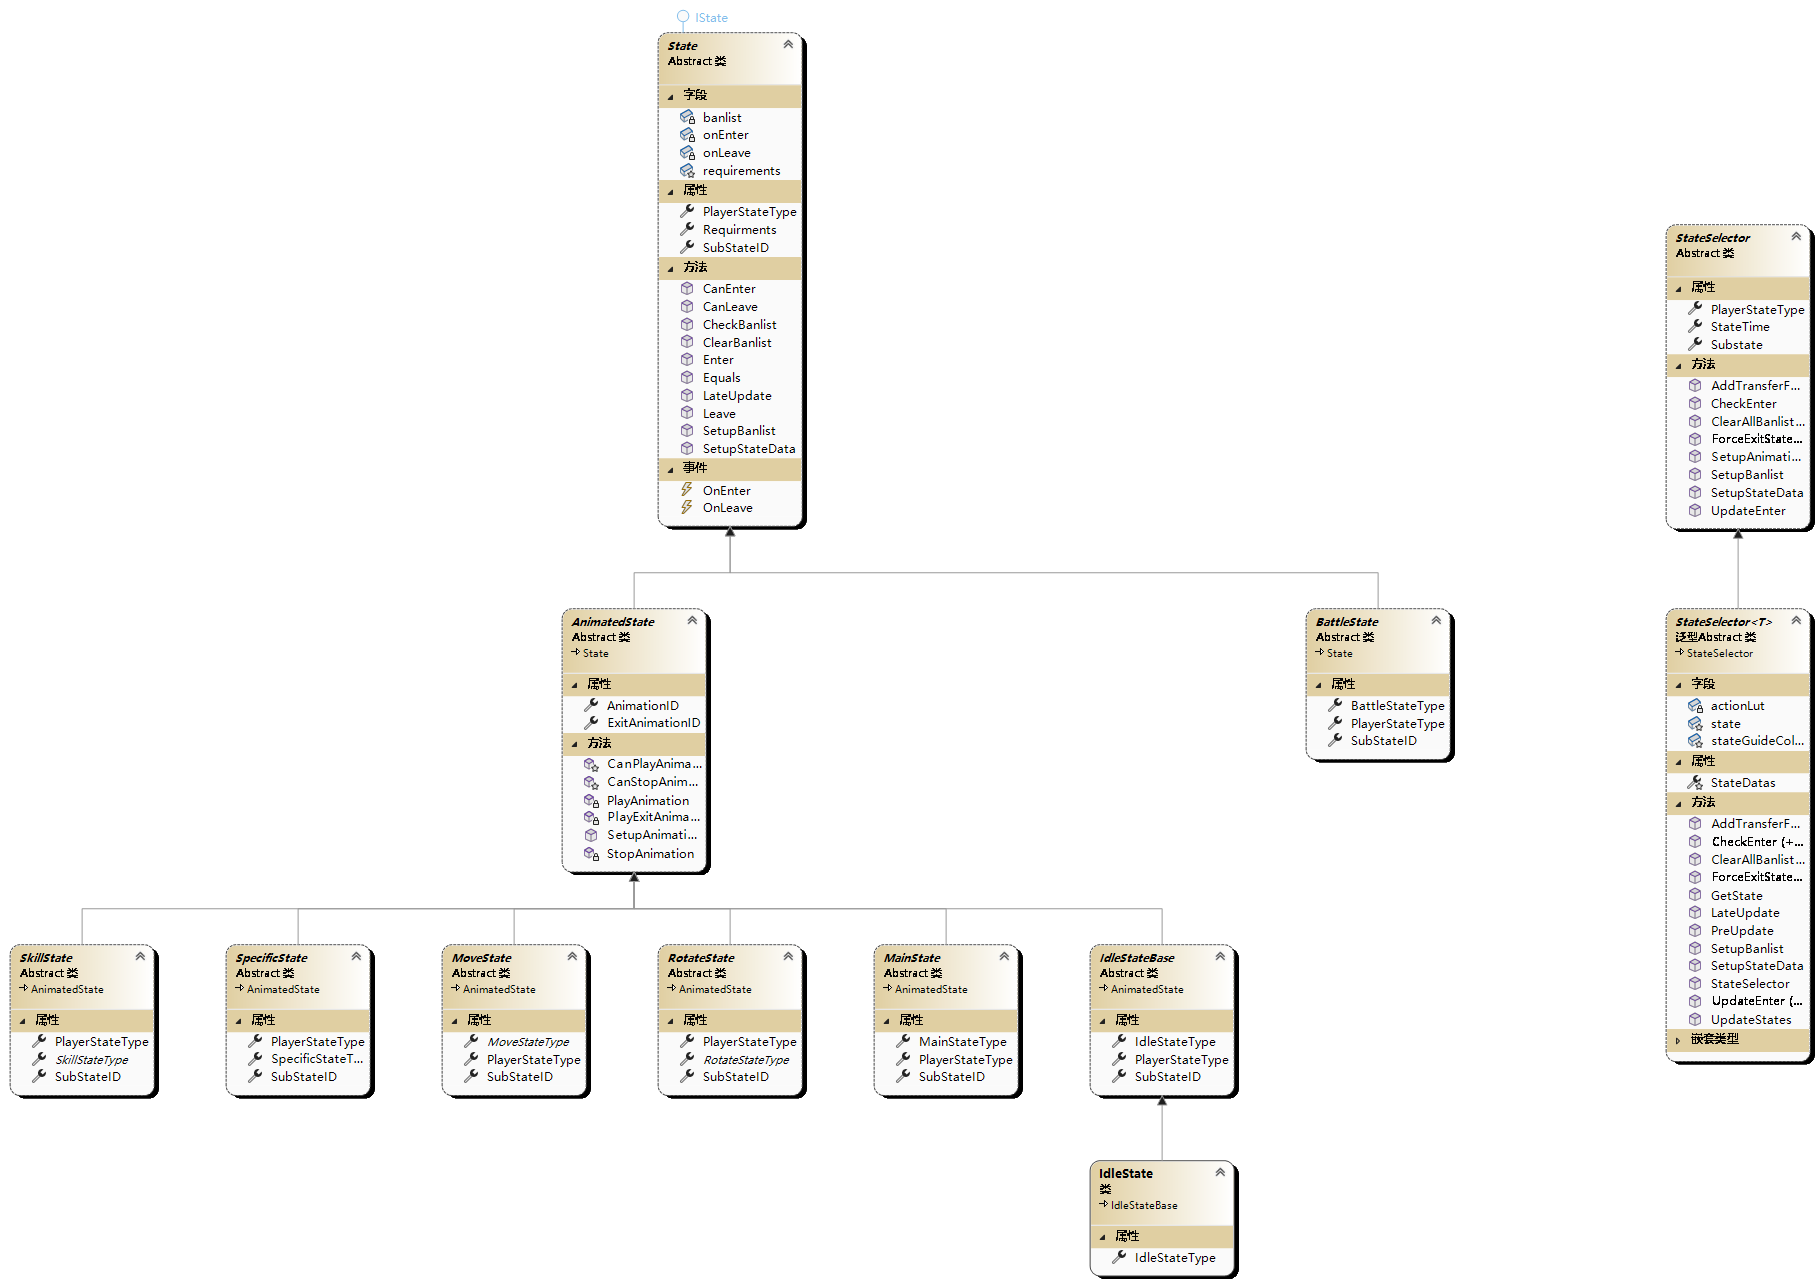 IState
State
Abstract 类
字段
banlist
onEnter
onLeave
requirements
属性
PlayerStateType
Requirments
SubStateID
方法
CanEnter
CanLeave
CheckBanlist
ClearBanlist
Enter
Equals
LateUpdate
Leave
SetupBanlist
SetupStateData
事件
OnEnter
OnLeave
StateSelector
Abstract 类
属性
PlayerStateType
StateTime
Substate
方法
AddTransferF...
CheckEnter
ClearAllBanlist...
ForceExitState...
SetupAnimati...
SetupBanlist
SetupStateData
UpdateEnter
AnimatedState
Abstract 类
State
属性
AnimationID
ExitAnimationID
方法
CanPlayAnima...
CanStopAnim...
PlayAnimation
PlayExitAnima...
SetupAnimati...
StopAnimation
BattleState
Abstract 类
State
属性
BattleStateType
PlayerStateType
SubStateID
StateSelector<T>
泛型Abstract 类
StateSelector
字段
actionLut
state
stateGuideCol...
属性
StateDatas
方法
AddTransferF...
CheckEnter (+...
ClearAllBanlist...
ForceExitState...
GetState
LateUpdate
PreUpdate
SetupBanlist
SetupStateData
StateSelector
UpdateEnter (...
UpdateStates
嵌套类型
SkillState
Abstract 类
AnimatedState
属性
PlayerStateType
SkillStateType
SubStateID
SpecificState
Abstract 类
AnimatedState
属性
PlayerStateType
SpecificStateT...
SubStateID
MoveState
Abstract 类
AnimatedState
属性
MoveStateType
PlayerStateType
SubStateID
RotateState
Abstract 类
AnimatedState
属性
PlayerStateType
RotateStateType
SubStateID
MainState
Abstract 类
AnimatedState
属性
MainStateType
PlayerStateType
SubStateID
IdleStateBase
Abstract 类
AnimatedState
属性
IdleStateType
PlayerStateType
SubStateID
IdleState
类
IdleStateBase
属性
IdleStateType